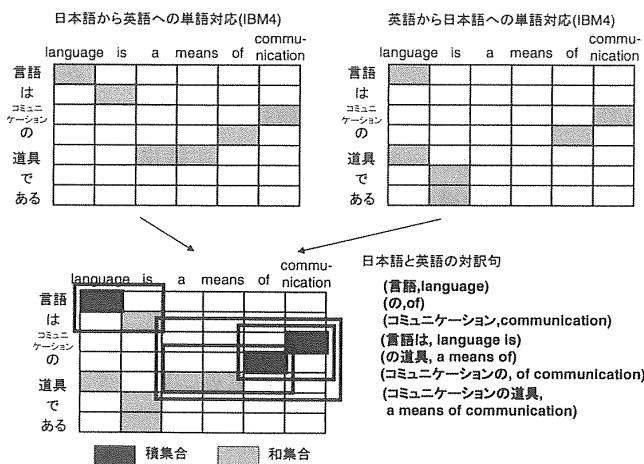 日本語から英語への単語対応(IBM4)
commu-
language is a means of nication
言語
は
コミュニ
ケーション
の
道具
で
ある
英語から日本語への単語対応(IBM4)
commu-
language is a means of nication
言語
は
コミュニ
ケーション
の
道具
で
ある
commu-
language is a means of nication
言語
は
コミュニ
ケーション
の
道具
で
ある
積集合 和集合
日本語と英語の対訳句
(言語,language)
(の,of)
(コミュニケーション,communication)
(言語は, language is)
(の道具, a means of)
(コミュニケーションの, of communication)
(コミュニケーションの道具,
a means of communication)